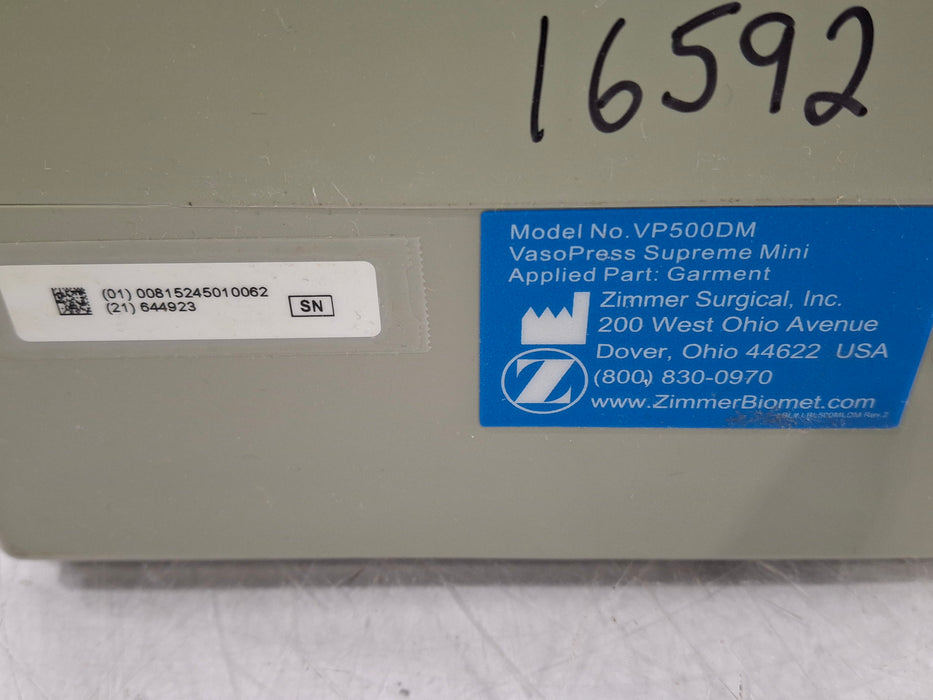 16592
(01) 00815245010062
(21) 644923
SN
Model No. VP500DM
VasoPress Supreme Mini
Applied Part: Garment
Zimmer Surgical, Inc.
200 West Ohio Avenue
Dover, Ohio 44622 USA
Z
(800) 830-0970
www.ZimmerBiomet.com